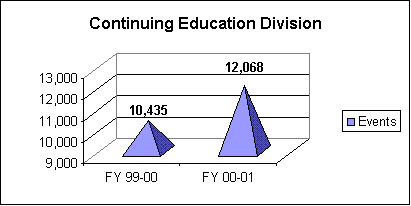 Continuing Education Division
13,000
12,000
11,000
10,000
9,000
10,435
12,068
FY 99-00
FY 00-01
Events